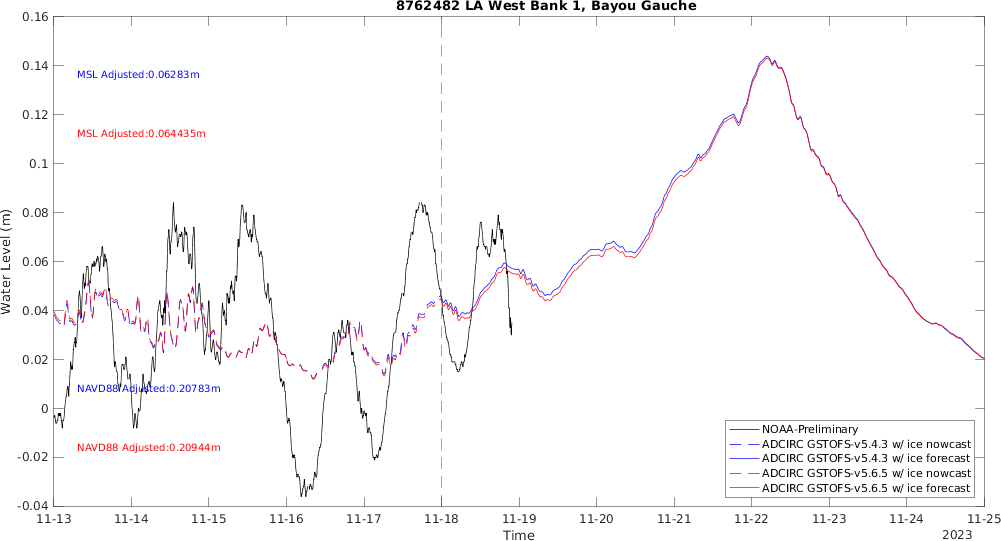 8762482 LA West Bank 1, Bayou Gauche
0.16
0.14
0.12
0.1
0.08
0.06
0.04
0.02
0
-0.02
-0.04
Water Level (m)
MSL Adjusted:0.06283m
MSL Adjusted:0.064435m
NAVD88 Adjusted:0.20783m
NAVD88 Adjusted:0.20944m
NOAA-Preliminary
ADCIRC GSTOFS-v5.4.3 w/ ice nowcast
ADCIRC GSTOFS-v5.4.3 w/ ice forecast
ADCIRC GSTOFS-v5.6.5 w/ ice nowcast
ADCIRC GSTOFS-v5.6.5 w/ ice forecast
11-13 11-14 11-15 11-16 11-17 11-18 11-19 11-20 11-21 11-22 11-23 11-24 11-25
Time
2023